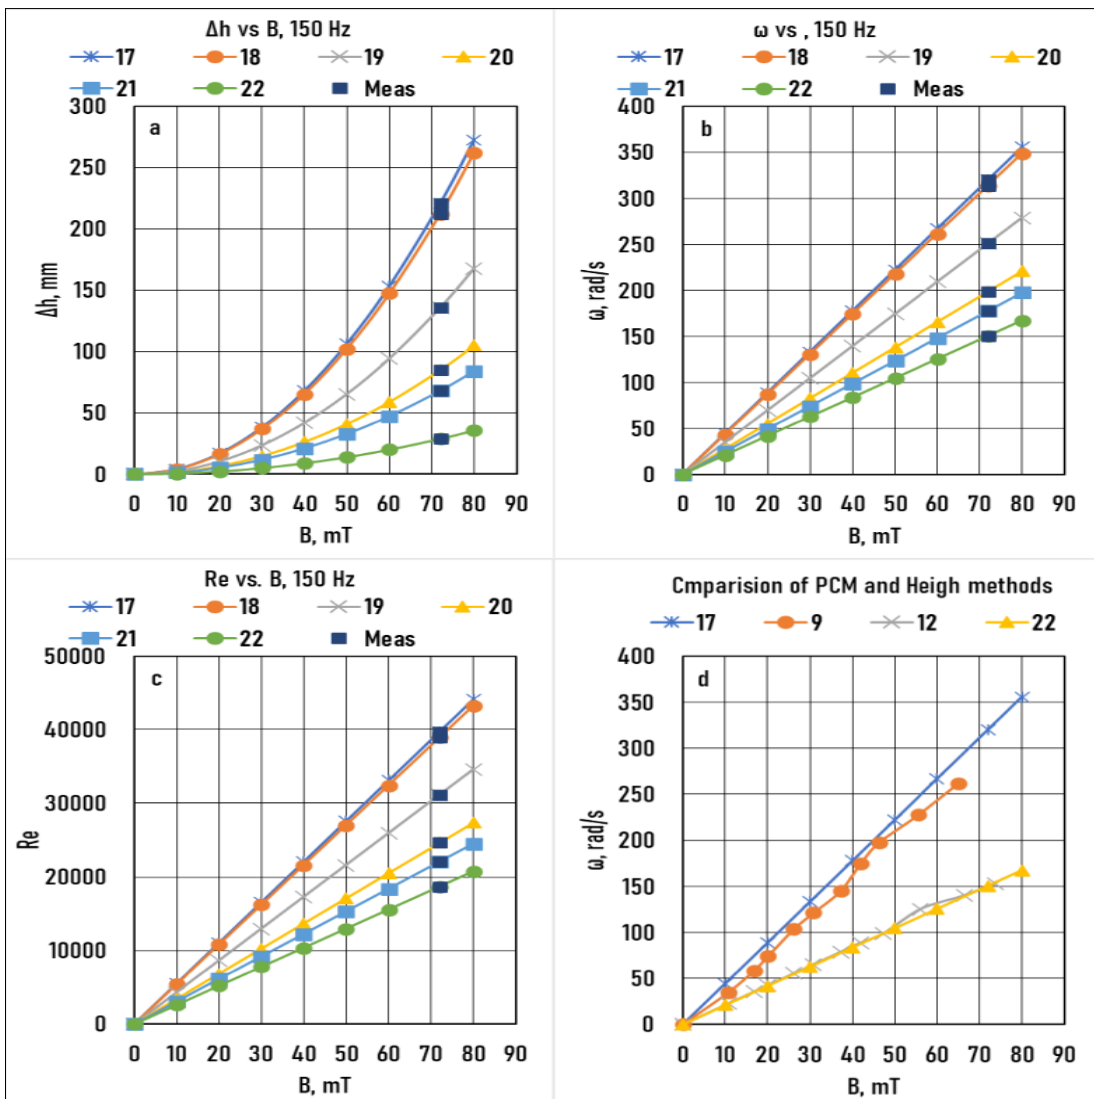 Δh vs B, 150 Hz
17 18 19 20
21 22 Meas
300
250
200
150
100
50
0
a
Δh, mm
0 10 20 30 40 50 60 70 80 90
B, mT
ω vs , 150 Hz
17 18 19 20
21 22 Meas
400
350
300
250
200
150
100
50
0
b
ω, rad/s
0 10 20 30 40 50 60 70 80 90
B, mT
Re vs. B, 150 Hz
17 18 19 20
21 22 Meas
50000
40000
30000
20000
10000
0
c
Re
0 10 20 30 40 50 60 70 80 90
B, mT
Cmparision of PCM and Heigh methods
17 9 12 22
400
350
300
250
200
150
100
50
0
d
ω, rad/s
0 10 20 30 40 50 60 70 80 90
B, mT